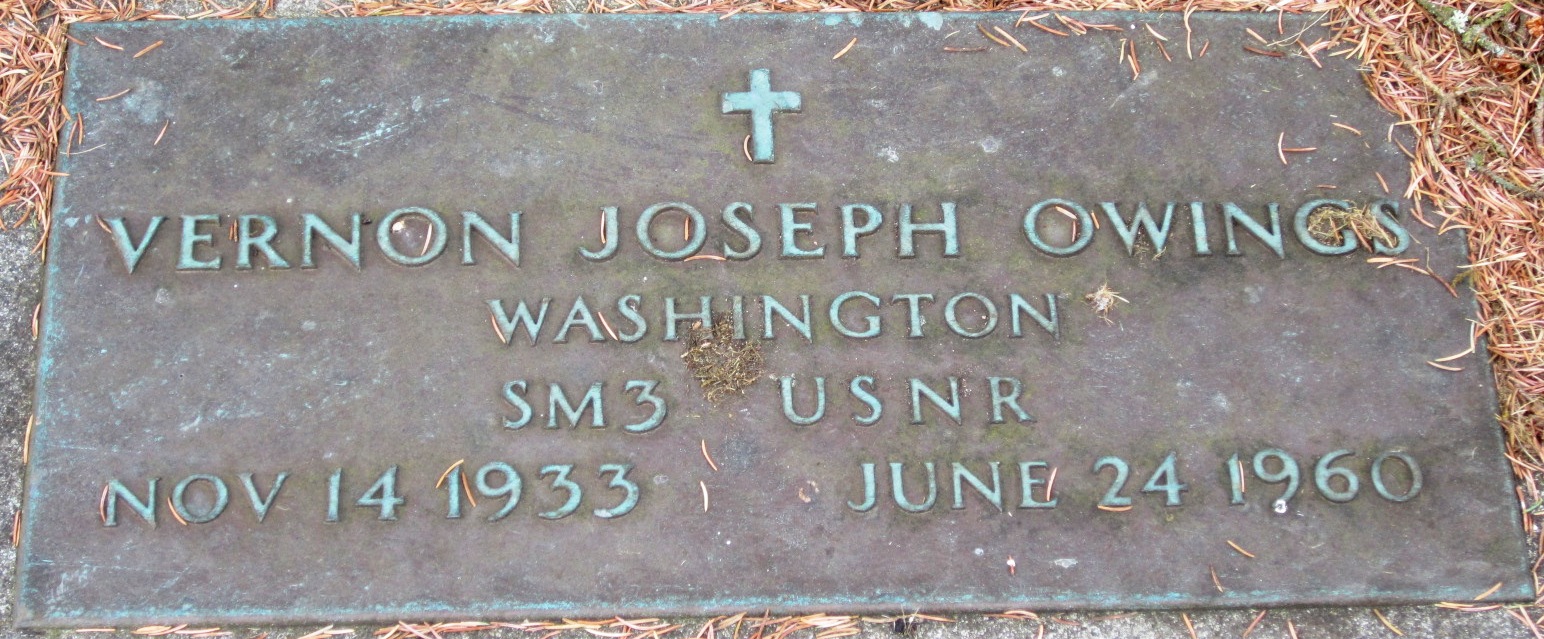 VERNON JOSEPH OWINGS
WASHINGTON
SM3 USNR
NOV 14 1933 JUNE 24 1960